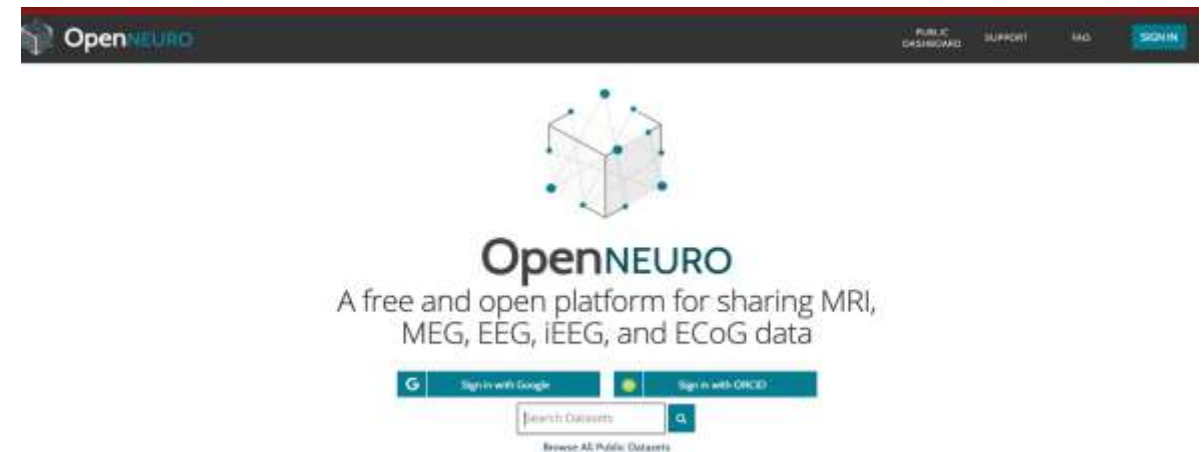 OpenNEURO
PUBLIC
DASHBOARD
SUPPORT
FAQ
SIGN IN
OpenNEURO
A free and open platform for sharing MRI,
MEG, EEG, iEEG, and ECoG data
G Sign in with Google
Sign in with ORCID
Search Datasets
Browse All Public Datasets